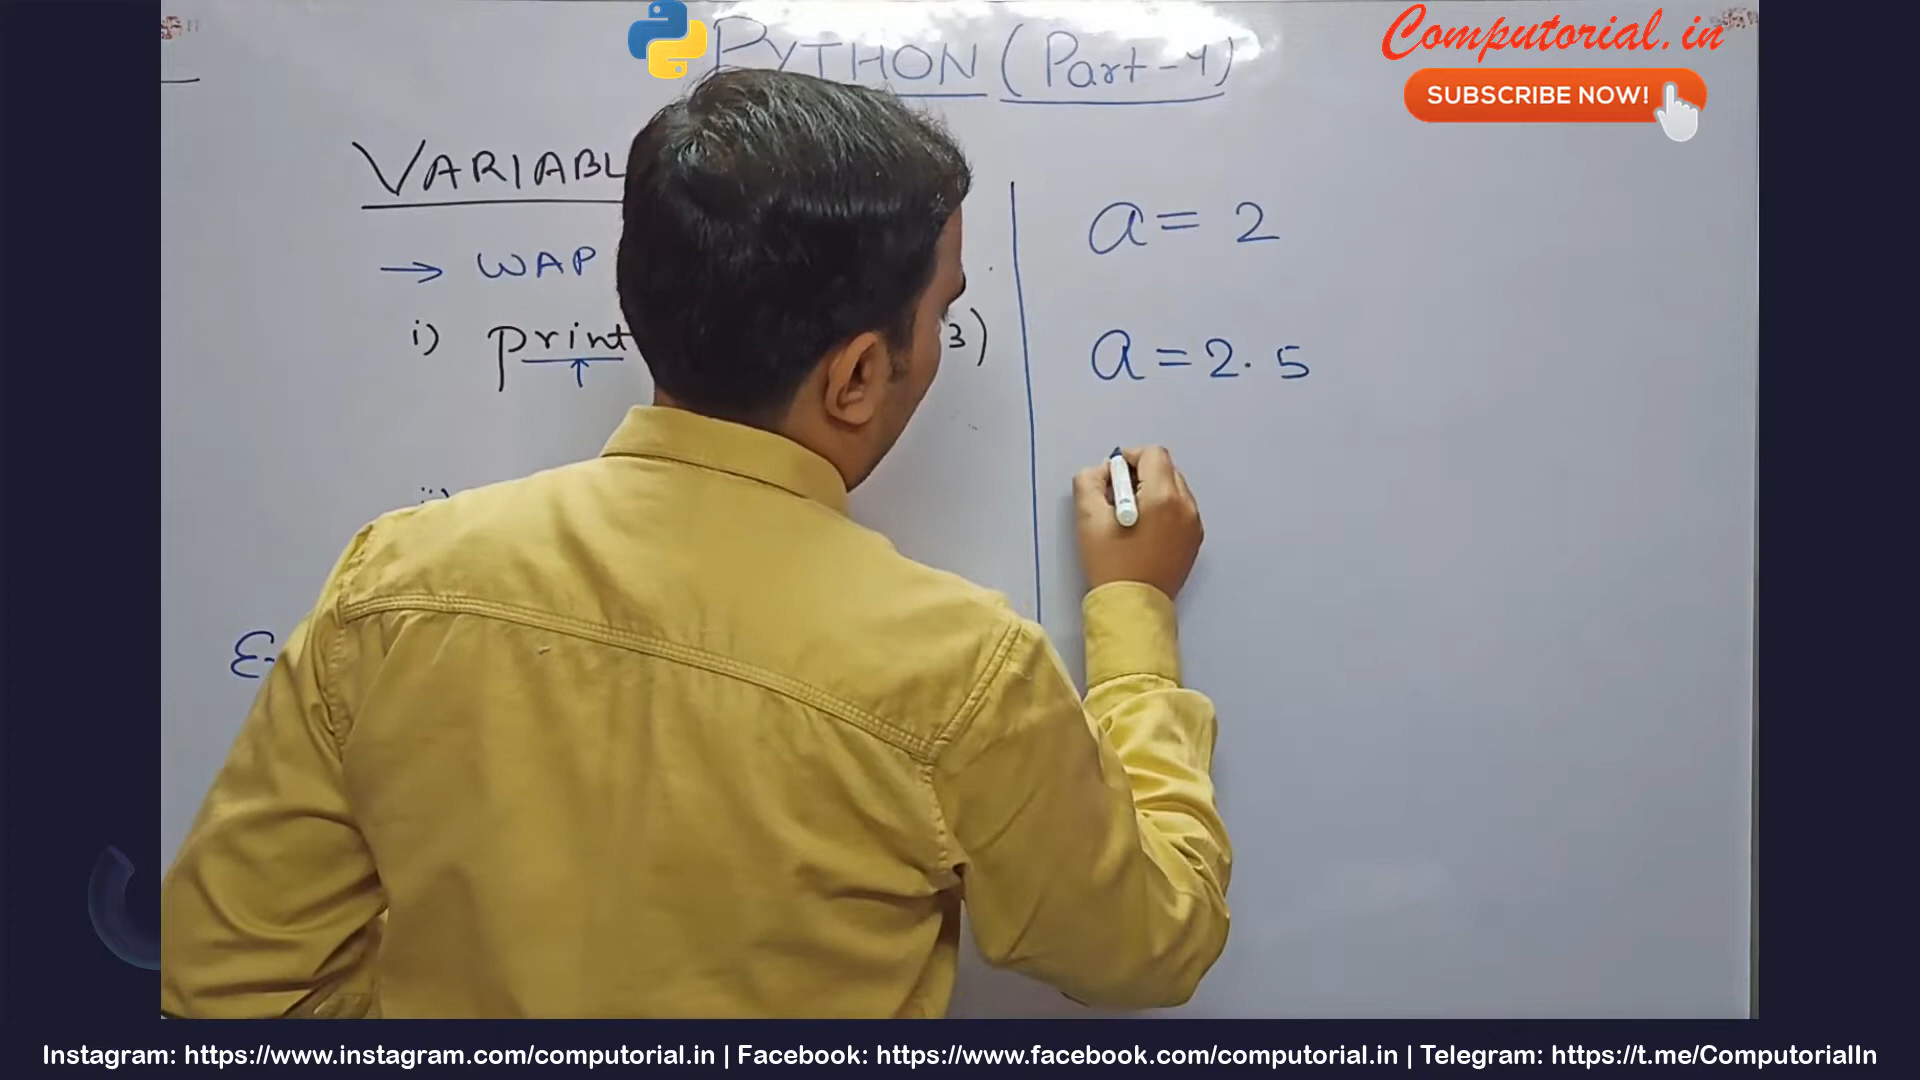 PYTHON (Part-4)
Computorial.in
SUBSCRIBE NOW!
VARIABL
→ WAP
i) print 3)
ii)
E-
a = 2
a = 2.5
Instagram: https://www.instagram.com/computorial.in | Facebook: https://www.facebook.com/computorial.in | Telegram: https://t.me/ComputorialIn